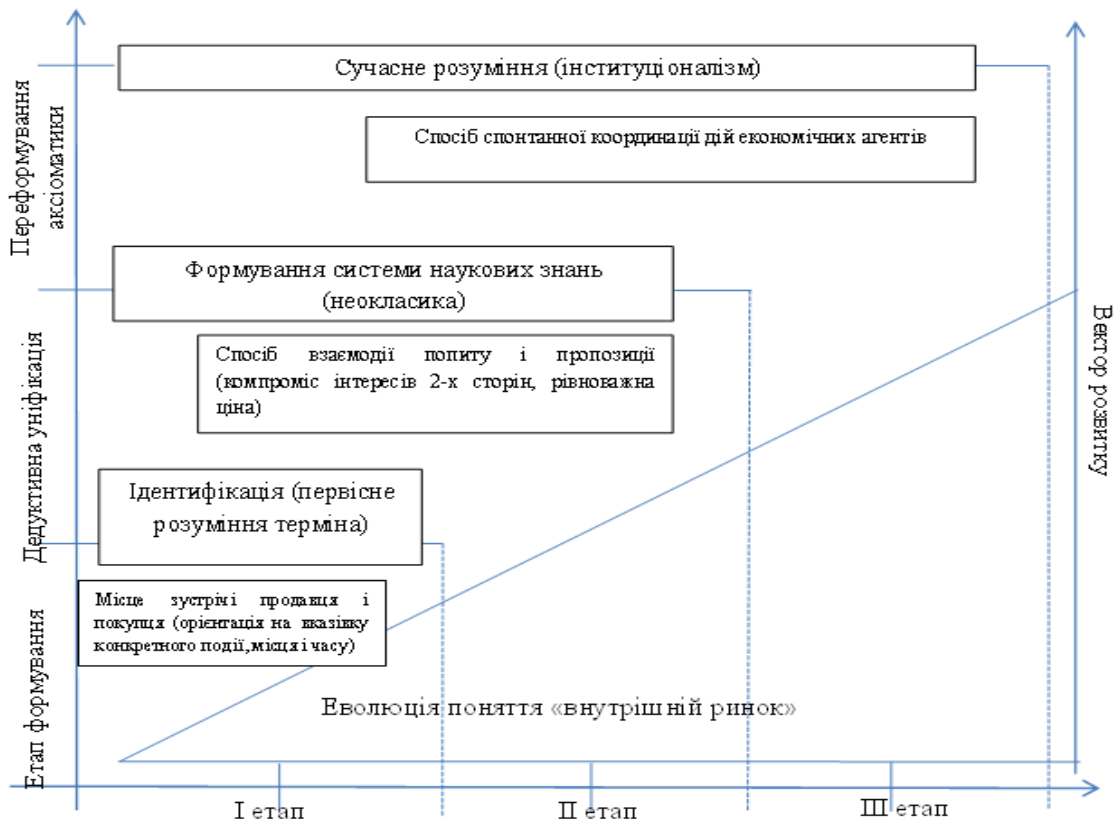 Сучасне розуміння (інституціоналізм)
Спосіб спонтанної координації дій економічних агентів
Переформування
аксіоматики
Формування системи наукових знань
(неокласика)
Спосіб взаємодії попиту і пропозиції
(компроміс інтересів 2-х сторін, рівноважна
ціна)
Дедуктивна уніфікація
Ідентифікація (первісне
розуміння терміна)
Місце зустрічі продавця і
покупця (орієнтація на вказівку
конкретного події, місця і часу)
Етап формування
Еволюція поняття «внутрішній ринок»
Вектор розвитку
І етап
ІІ етап
ІІІ етап